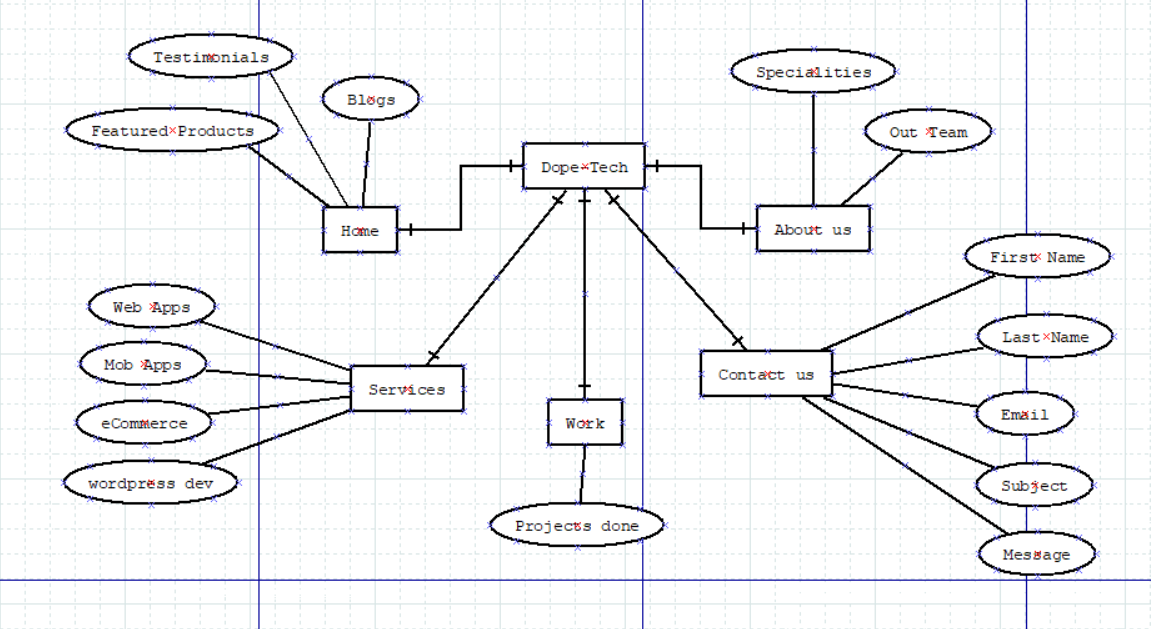 Testimonials
Blogs
Featured Products
Home
Dope Tech
Specialities
Out Team
About us
First Name
Last Name
Email
Subject
Message
Contact us
Web Apps
Mob Apps
eCommerce
wordpress dev
Services
Work
Projects done